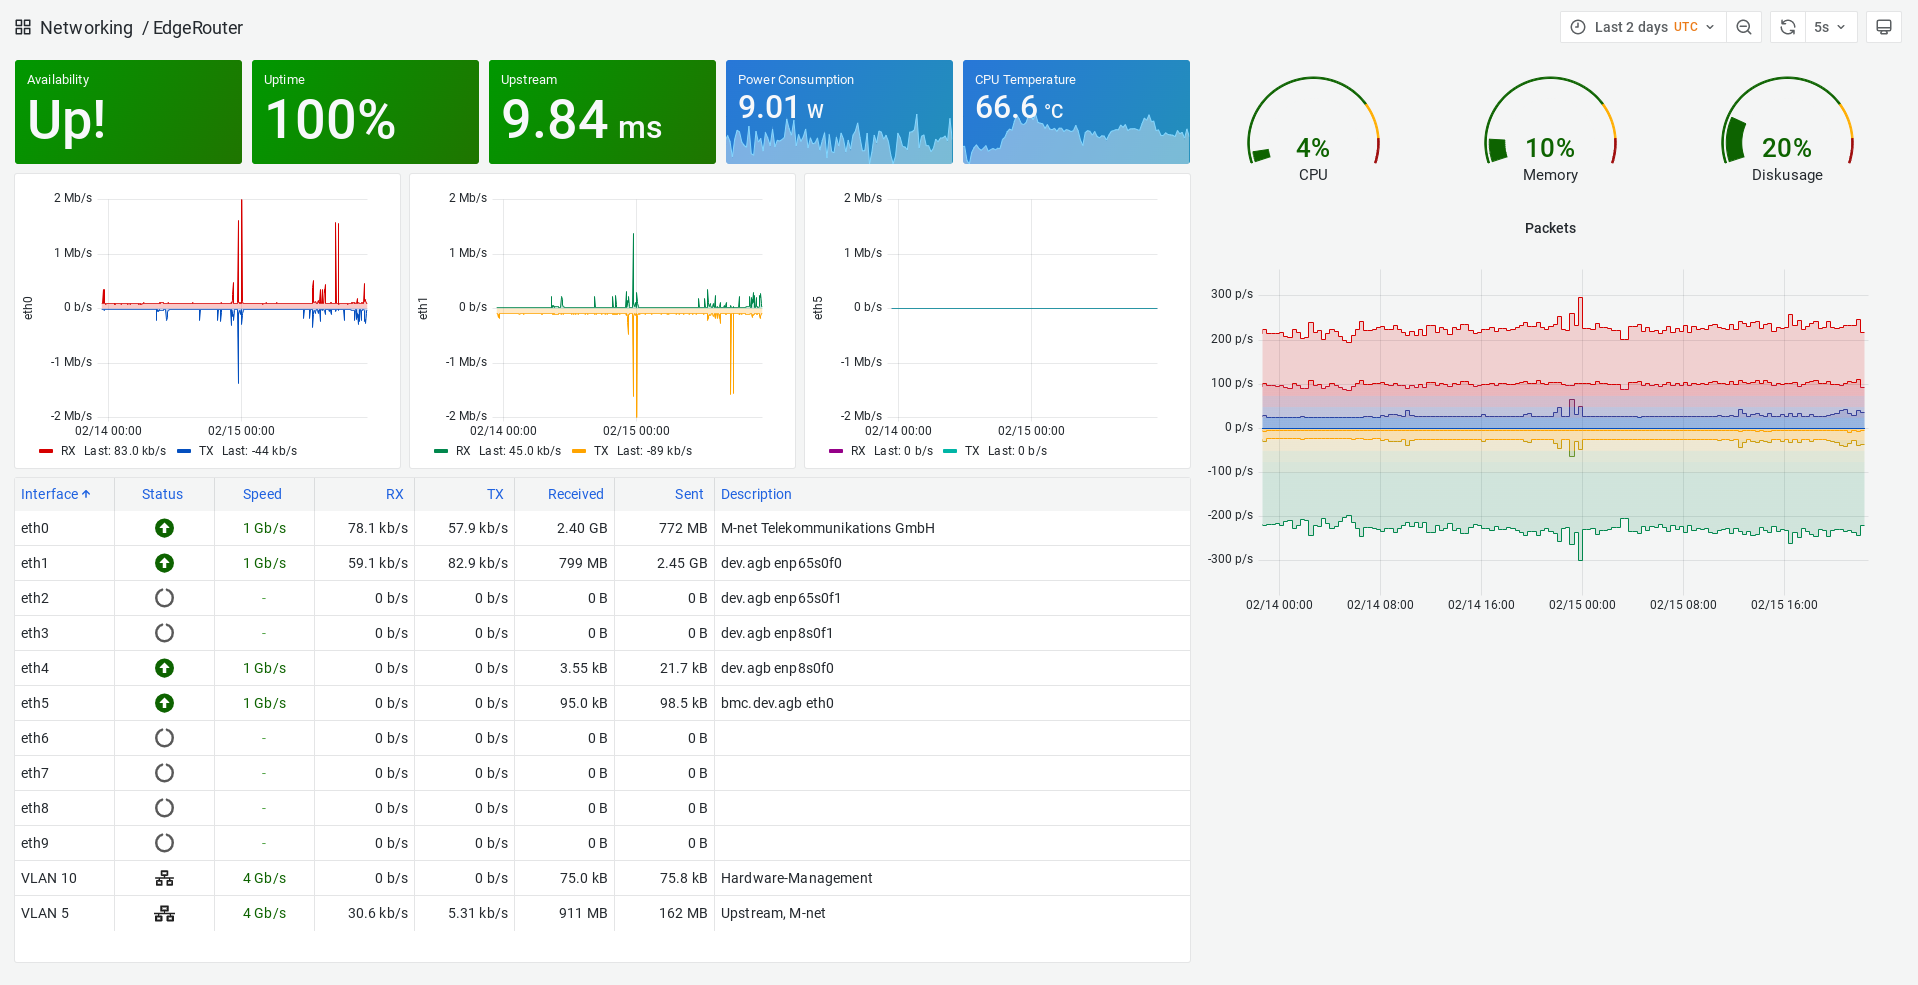 Networking / EdgeRouter
Last 2 days UTC
5s
Availability
Up!
Uptime
100%
Upstream
9.84 ms
Power Consumption
9.01 W
CPU Temperature
66.6 °C
4%
CPU
10%
Memory
20%
Diskusage
eth0
2 Mb/s
1 Mb/s
0 b/s
-1 Mb/s
-2 Mb/s
02/14 00:00 02/15 00:00
RX Last: 83.0 kb/s TX Last: -44 kb/s
eth1
2 Mb/s
1 Mb/s
0 b/s
-1 Mb/s
-2 Mb/s
02/14 00:00 02/15 00:00
RX Last: 45.0 kb/s TX Last: -89 kb/s
eth5
2 Mb/s
1 Mb/s
0 b/s
-1 Mb/s
-2 Mb/s
02/14 00:00 02/15 00:00
RX Last: 0 b/s TX Last: 0 b/s
Packets
300 p/s
200 p/s
100 p/s
0 p/s
-100 p/s
-200 p/s
-300 p/s
02/14 00:00 02/14 08:00 02/14 16:00 02/15 00:00 02/15 08:00 02/15 16:00
Interface Status Speed RX TX Received Sent Description
eth0 1 Gb/s 78.1 kb/s 57.9 kb/s 2.40 GB 772 MB M-net Telekommunikations GmbH
eth1 1 Gb/s 59.1 kb/s 82.9 kb/s 799 MB 2.45 GB dev.agb enp65s0f0
eth2 - 0 b/s 0 b/s 0 B 0 B dev.agb enp65s0f1
eth3 - 0 b/s 0 b/s 0 B 0 B dev.agb enp8s0f1
eth4 1 Gb/s 0 b/s 0 b/s 3.55 kB 21.7 kB dev.agb enp8s0f0
eth5 1 Gb/s 0 b/s 0 b/s 95.0 kB 98.5 kB bmc.dev.agb eth0
eth6 - 0 b/s 0 b/s 0 B 0 B
eth7 - 0 b/s 0 b/s 0 B 0 B
eth8 - 0 b/s 0 b/s 0 B 0 B
eth9 - 0 b/s 0 b/s 0 B 0 B
VLAN 10 4 Gb/s 0 b/s 0 b/s 75.0 kB 75.8 kB Hardware-Management
VLAN 5 4 Gb/s 30.6 kb/s 5.31 kb/s 911 MB 162 MB Upstream, M-net